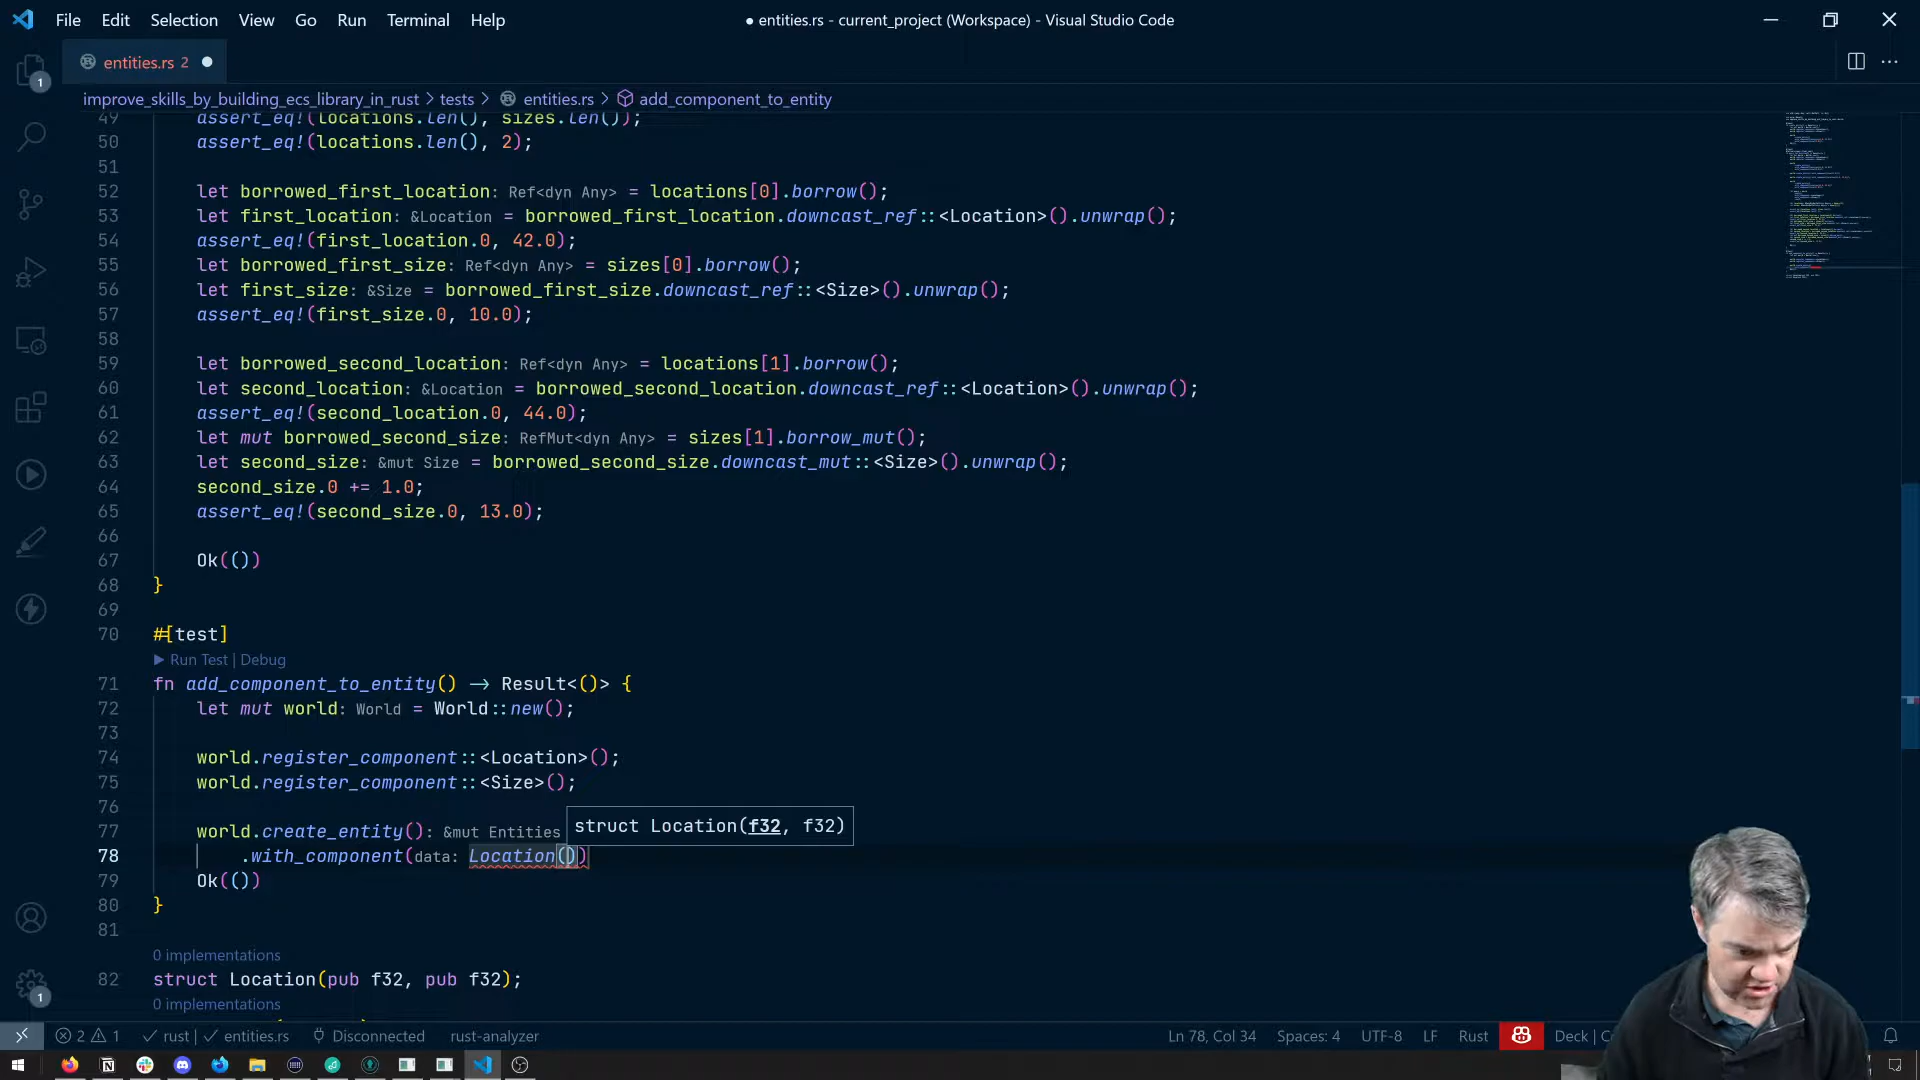 File Edit Selection View Go Run Terminal Help
● entities.rs - current_project (Workspace) - Visual Studio Code
entities.rs 2
1
improve_skills_by_building_ecs_library_in_rust > tests > entities.rs > add_component_to_entity
49 assert_eq!(locations.len(), sizes.len());
50 assert_eq!(locations.len(), 2);
51
52 let borrowed_first_location: Ref<dyn Any> = locations[0].borrow();
53 let first_location: &Location = borrowed_first_location.downcast_ref::<Location>().unwrap();
54 assert_eq!(first_location.0, 42.0);
55 let borrowed_first_size: Ref<dyn Any> = sizes[0].borrow();
56 let first_size: &Size = borrowed_first_size.downcast_ref::<Size>().unwrap();
57 assert_eq!(first_size.0, 10.0);
58
59 let borrowed_second_location: Ref<dyn Any> = locations[1].borrow();
60 let second_location: &Location = borrowed_second_location.downcast_ref::<Location>().unwrap();
61 assert_eq!(second_location.0, 44.0);
62 let mut borrowed_second_size: RefMut<dyn Any> = sizes[1].borrow_mut();
63 let second_size: &mut Size = borrowed_second_size.downcast_mut::<Size>().unwrap();
64 second_size.0 += 1.0;
65 assert_eq!(second_size.0, 13.0);
66
67 Ok(())
68 }
69
70 #[test]
▶ Run Test | Debug
71 fn add_component_to_entity() -> Result<()> {
72 let mut world: World = World::new();
73
74 world.register_component::<Location>();
75 world.register_component::<Size>();
76
struct Location(f32, f32)
77 world.create_entity(): &mut Entities
78 .with_component(data: Location())
79 Ok(())
80 }
81
0 implementations
82 struct Location(pub f32, pub f32);
0 implementations
1
2 1 rust | entities.rs Disconnected rust-analyzer Ln 78, Col 34 Spaces: 4 UTF-8 LF Rust Deck | C